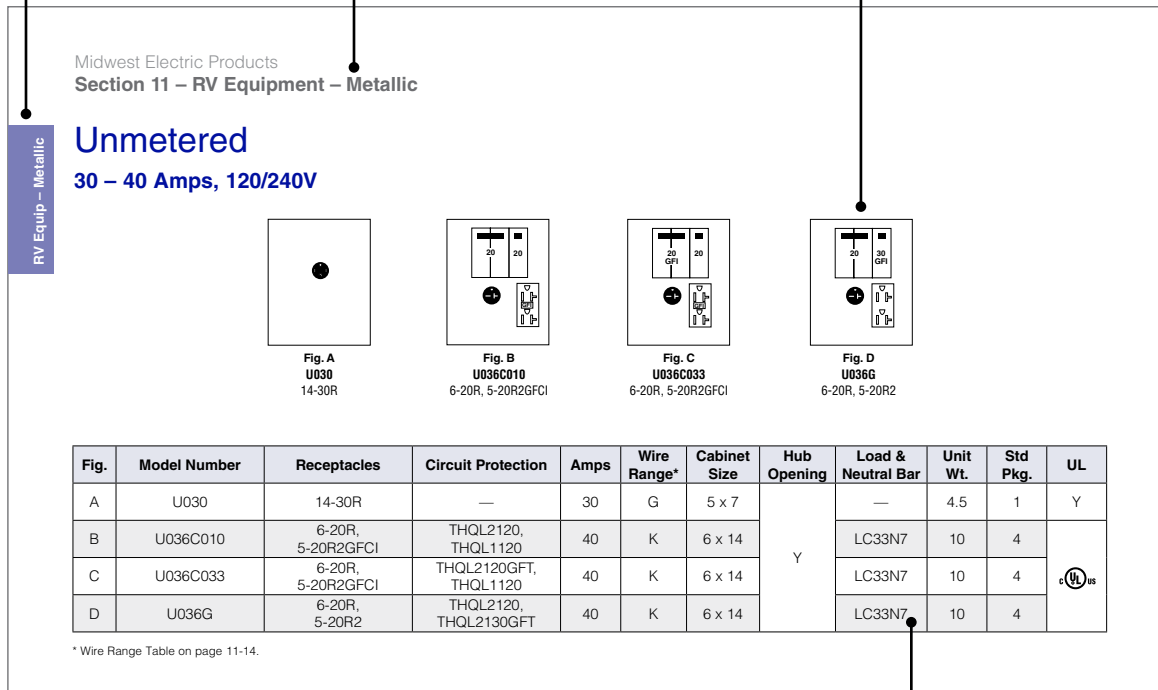 Midwest Electric Products
Section 11 – RV Equipment – Metallic
RV Equip – Metallic
Unmetered
30 – 40 Amps, 120/240V
20 20
20 GFI 20
20 30 GFI
GFI GFI
Fig. A Fig. B Fig. C Fig. D
U030 U036C010 U036C033 U036G
14-30R 6-20R, 5-20R2GFCI 6-20R, 5-20R2GFCI 6-20R, 5-20R2
Fig. Model Number Receptacles Circuit Protection Amps Wire Range* Cabinet Size Hub Opening Load & Neutral Bar Unit Wt. Std Pkg. UL
A U030 14-30R — 30 G 5 x 7 Y — 4.5 1 Y
B U036C010 6-20R, 5-20R2GFCI THQL2120, THQL1120 40 K 6 x 14 LC33N7 10 4 c UL us
C U036C033 6-20R, 5-20R2GFCI THQL2120GFT, THQL1120 40 K 6 x 14 LC33N7 10 4
D U036G 6-20R, 5-20R2 THQL2120, THQL2130GFT 40 K 6 x 14 LC33N7 10 4
* Wire Range Table on page 11-14.